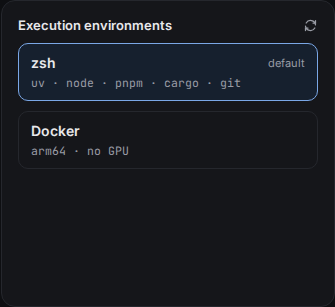 Execution environments
zsh default
uv · node · pnpm · cargo · git
Docker
arm64 · no GPU